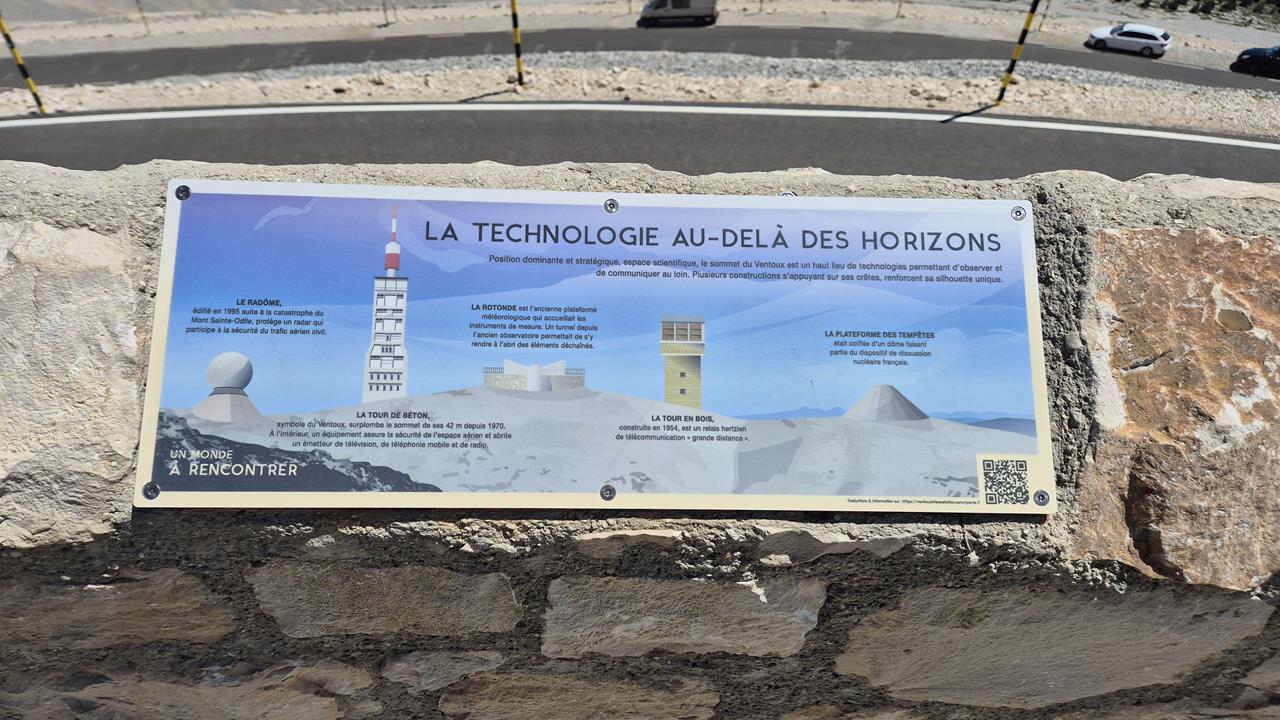 LA TECHNOLOGIE AU-DELÀ DES HORIZONS
Position dominante et stratégique, espace scientifique, le sommet du Ventoux est un haut lieu de technologies permettant d'observer et
de communiquer au loin. Plusieurs constructions s'appuyant sur ses crêtes, renforcent sa silhouette unique.
LE RADÔME,
édifié en 1995 suite à la catastrophe du
Mont Sainte-Odile, protège un radar qui
participe à la sécurité du trafic aérien civil.
LA ROTONDE est l'ancienne plateforme
météorologique qui accueillait les
instruments de mesure. Un tunnel depuis
l'ancien observatoire permettait de s'y
rendre à l'abri des éléments déchaînés.
LA PLATEFORME DES TEMPÊTES
était coiffée d'un dôme faisant
partie du dispositif de dissuasion
nucléaire français.
LA TOUR DE BÉTON,
symbole du Ventoux, surplombe le sommet de ses 42 m depuis 1970.
À l'intérieur, un équipement assure la sécurité de l'espace aérien et abrite
un émetteur de télévision, de téléphonie mobile et de radio.
LA TOUR EN BOIS,
construite en 1954, est un relais hertzien
de télécommunication « grande distance ».
UN MONDE
À RENCONTRER
Traductions & information sur :